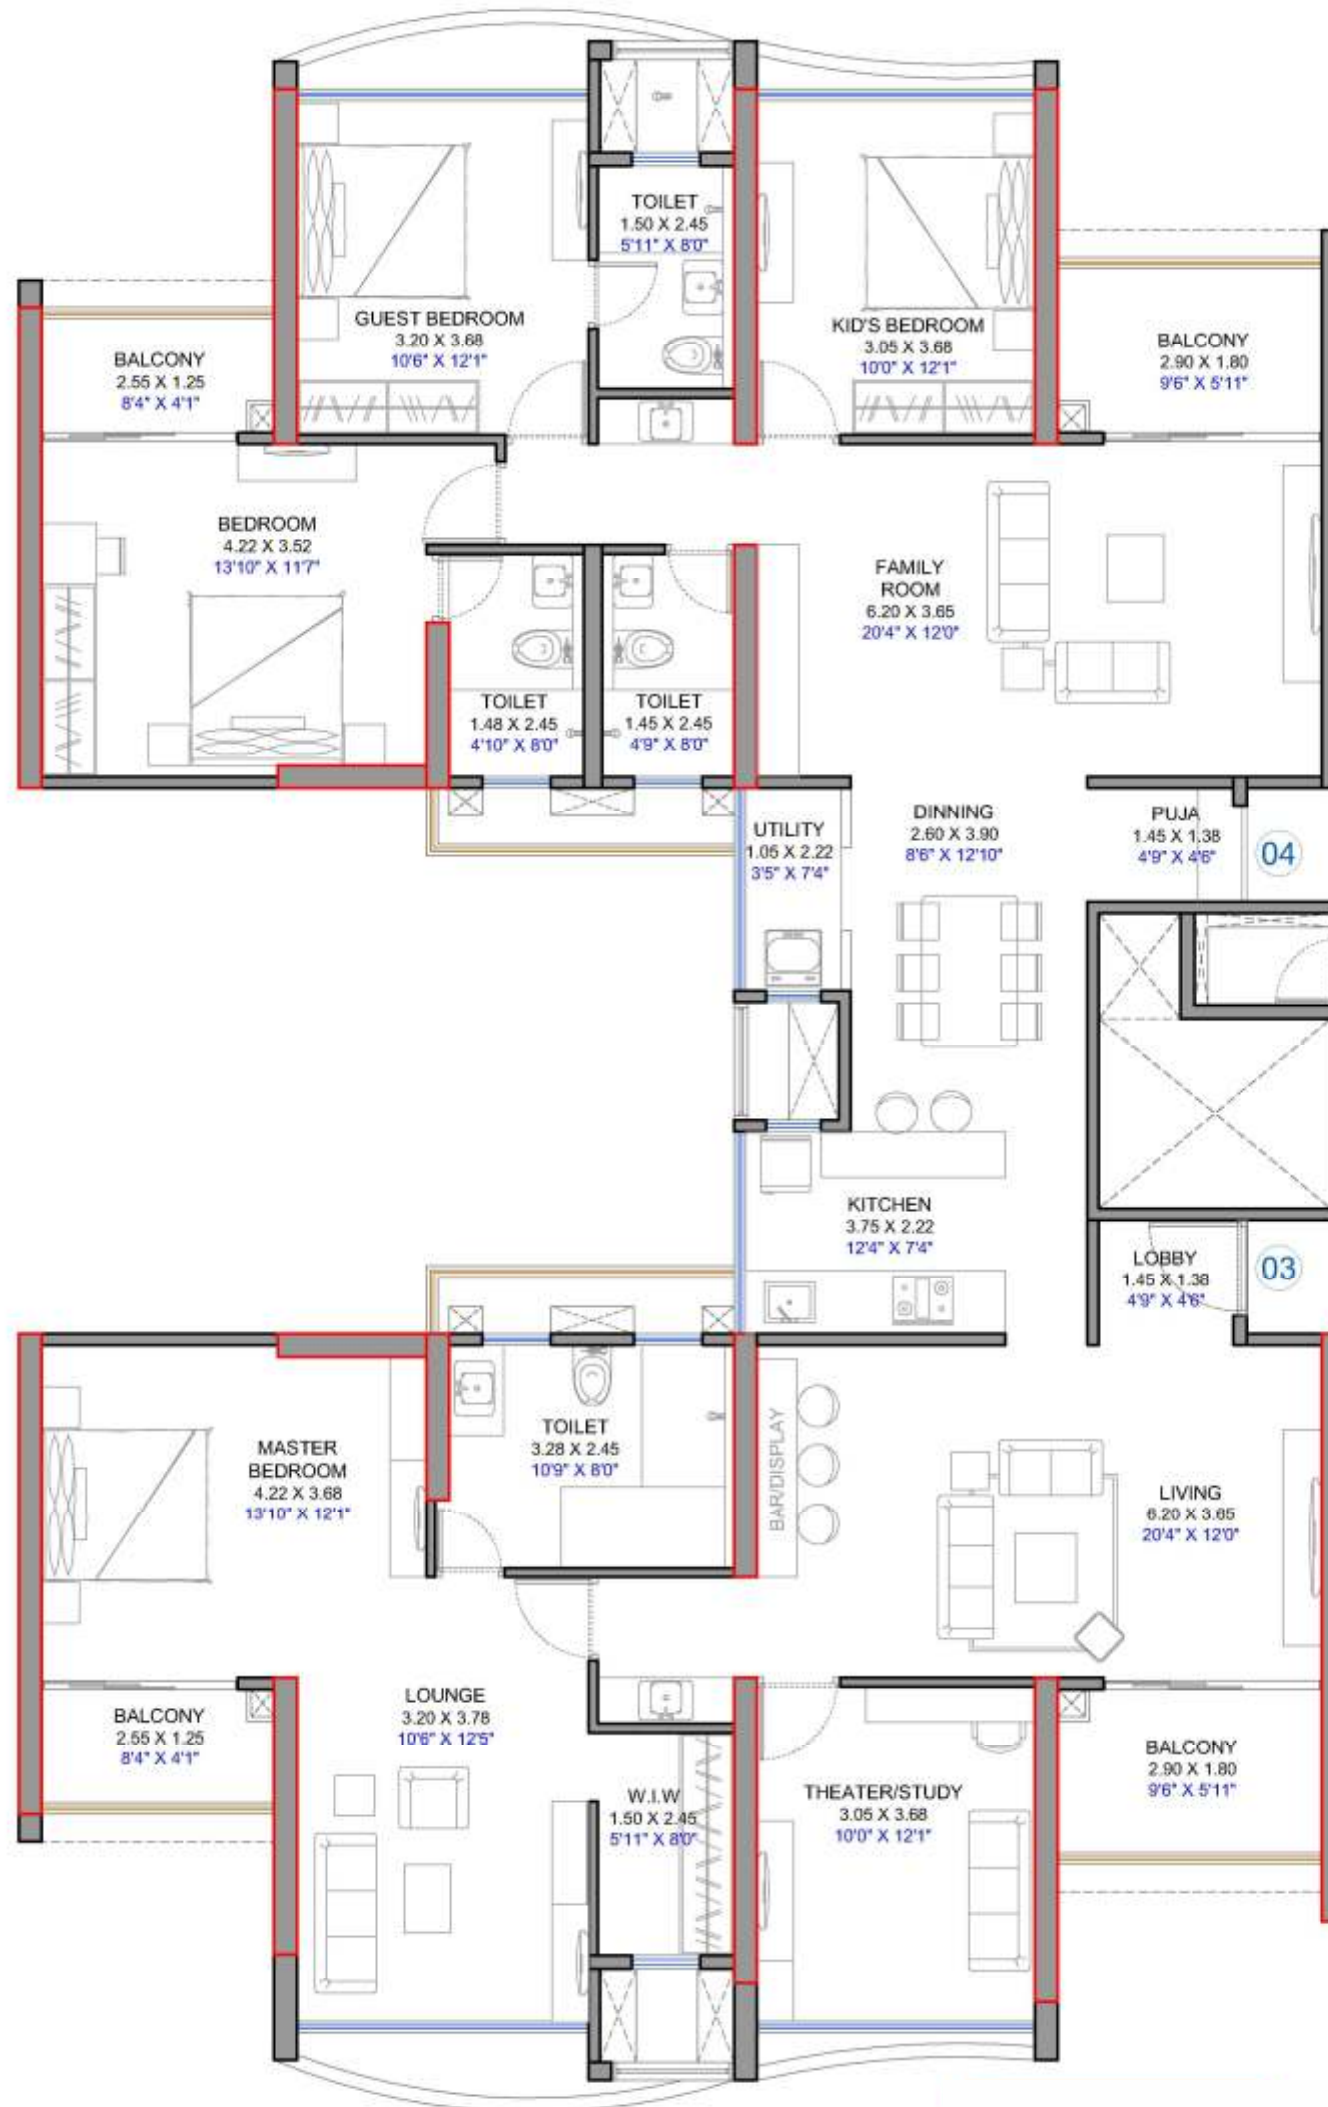 TOILET
1.50 X 2.45
5'11" X 8'0"
GUEST BEDROOM
3.20 X 3.68
10'6" X 12'1"
KID'S BEDROOM
3.05 X 3.68
10'0" X 12'1"
BALCONY
2.55 X 1.25
8'4" X 4'1"
BALCONY
2.90 X 1.80
9'6" X 5'11"
BEDROOM
4.22 X 3.52
13'10" X 11'7"
FAMILY
ROOM
6.20 X 3.65
20'4" X 12'0"
TOILET
1.48 X 2.45
4'10" X 8'0"
TOILET
1.45 X 2.45
4'9" X 8'0"
UTILITY
1.05 X 2.22
3'5" X 7'4"
DINNING
2.60 X 3.90
8'6" X 12'10"
PUJA
1.45 X 1.38
4'9" X 4'6"
04
KITCHEN
3.75 X 2.22
12'4" X 7'4"
LOBBY
1.45 X 1.38
4'9" X 4'6"
03
MASTER
BEDROOM
4.22 X 3.68
13'10" X 12'1"
TOILET
3.28 X 2.45
10'9" X 8'0"
BAR/DISPLAY
LIVING
6.20 X 3.65
20'4" X 12'0"
BALCONY
2.55 X 1.25
8'4" X 4'1"
LOUNGE
3.20 X 3.78
10'6" X 12'5"
W.I.W
1.50 X 2.45
5'11" X 8'0"
THEATER/STUDY
3.05 X 3.68
10'0" X 12'1"
BALCONY
2.90 X 1.80
9'6" X 5'11"